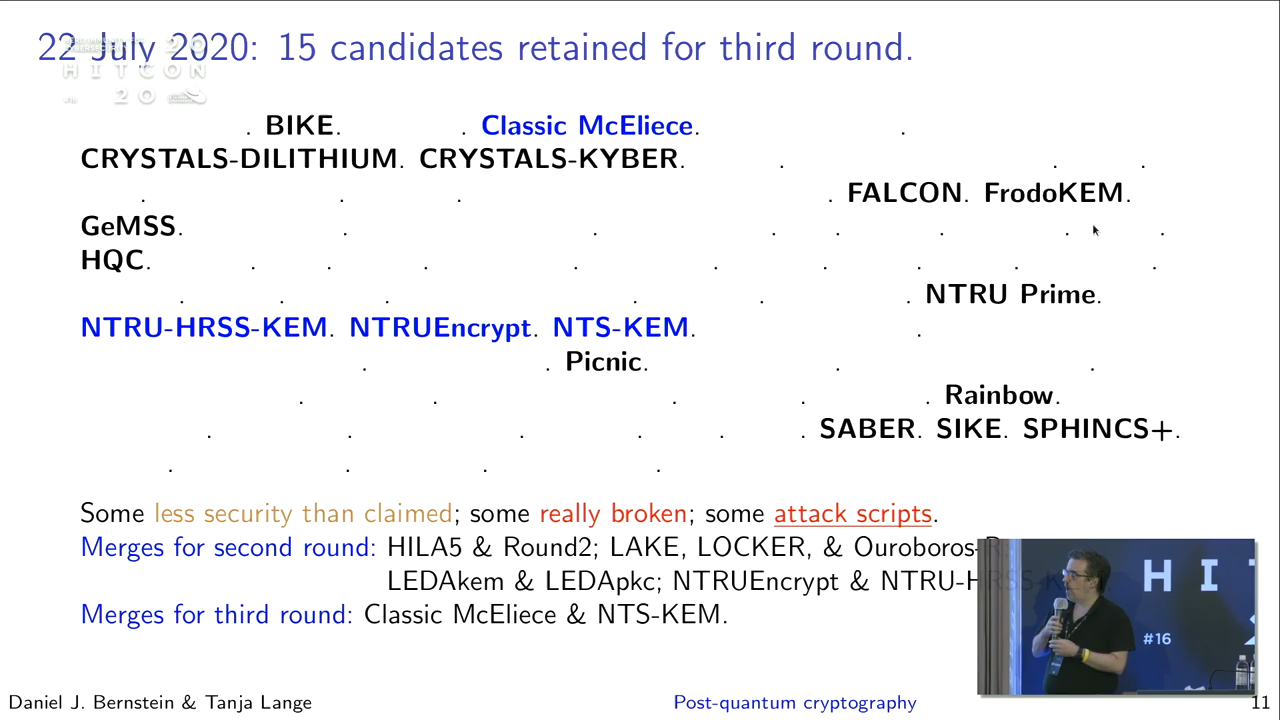 22 July 2020: 15 candidates retained for third round.
HITCON
20
. BIKE. . Classic McEliece. .
CRYSTALS-DILITHIUM. CRYSTALS-KYBER. . . .
. . . . FALCON. FrodoKEM.
GeMSS. . . . . . . .
HQC. . . . . . . . . .
. . . . . . NTRU Prime.
NTRU-HRSS-KEM. NTRUEncrypt. NTS-KEM. .
. . Picnic. . .
. . . . . Rainbow.
. . . . . . SABER. SIKE. SPHINCS+.
. . . .
Some less security than claimed; some really broken; some attack scripts.
Merges for second round: HILA5 & Round2; LAKE, LOCKER, & Ouroboros-R;
LEDAkem & LEDApkc; NTRUEncrypt & NTRU-HRSS-K
Merges for third round: Classic McEliece & NTS-KEM.
H I T
#16
Daniel J. Bernstein & Tanja Lange
Post-quantum cryptography
11